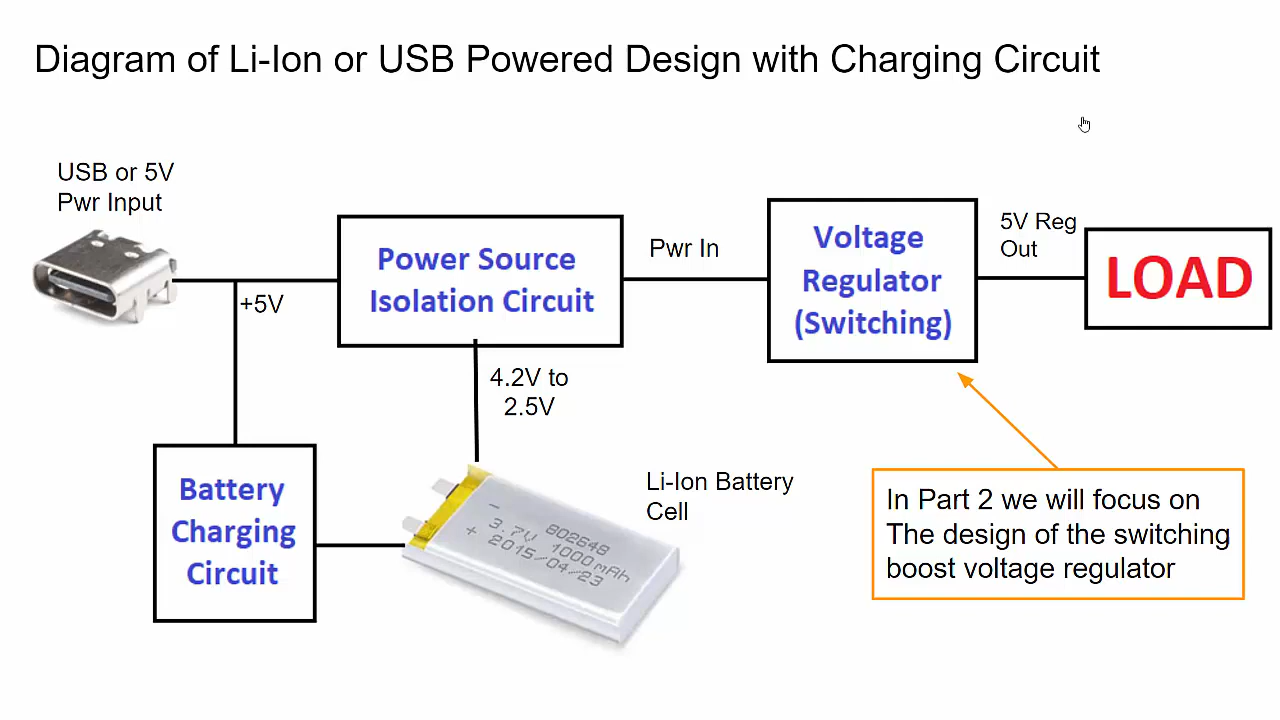 Diagram of Li-Ion or USB Powered Design with Charging Circuit
USB or 5V
Pwr Input
+5V
Power Source
Isolation Circuit
Pwr In
Voltage
Regulator
(Switching)
5V Reg
Out
LOAD
4.2V to
2.5V
Battery
Charging
Circuit
Li-Ion Battery
Cell
- 802648
3.7V 1000mAh
+ 2015/04/23
In Part 2 we will focus on
The design of the switching
boost voltage regulator